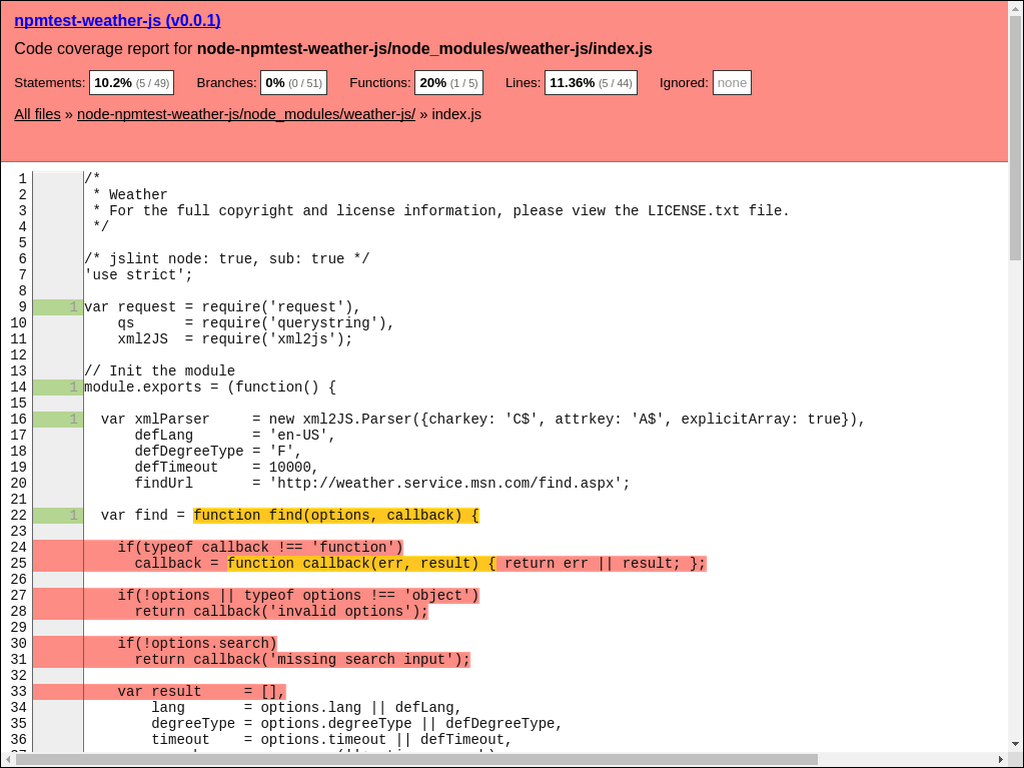 npmtest-weather-js (v0.0.1)
Code coverage report for node-npmtest-weather-js/node_modules/weather-js/index.js
Statements: 10.2% (5 / 49) Branches: 0% (0 / 51) Functions: 20% (1 / 5) Lines: 11.36% (5 / 44) Ignored: none
All files » node-npmtest-weather-js/node_modules/weather-js/ » index.js
1 /*
2  * Weather
3  * For the full copyright and license information, please view the LICENSE.txt file.
4  */
5
6 /* jslint node: true, sub: true */
7 'use strict';
8
9 1 var request = require('request'),
10     qs      = require('querystring'),
11     xml2JS  = require('xml2js');
12
13 // Init the module
14 1 module.exports = (function() {
15
16 1   var xmlParser     = new xml2JS.Parser({charkey: 'C$', attrkey: 'A$', explicitArray: true}),
17       defLang       = 'en-US',
18       defDegreeType = 'F',
19       defTimeout    = 10000,
20       findUrl       = 'http://weather.service.msn.com/find.aspx';
21
22 1   var find = function find(options, callback) {
23
24     if(typeof callback !== 'function')
25       callback = function callback(err, result) { return err || result; };
26
27     if(!options || typeof options !== 'object')
28       return callback('invalid options');
29
30     if(!options.search)
31       return callback('missing search input');
32
33     var result     = [],
34         lang       = options.lang || defLang,
35         degreeType = options.degreeType || defDegreeType,
36         timeout    = options.timeout || defTimeout,